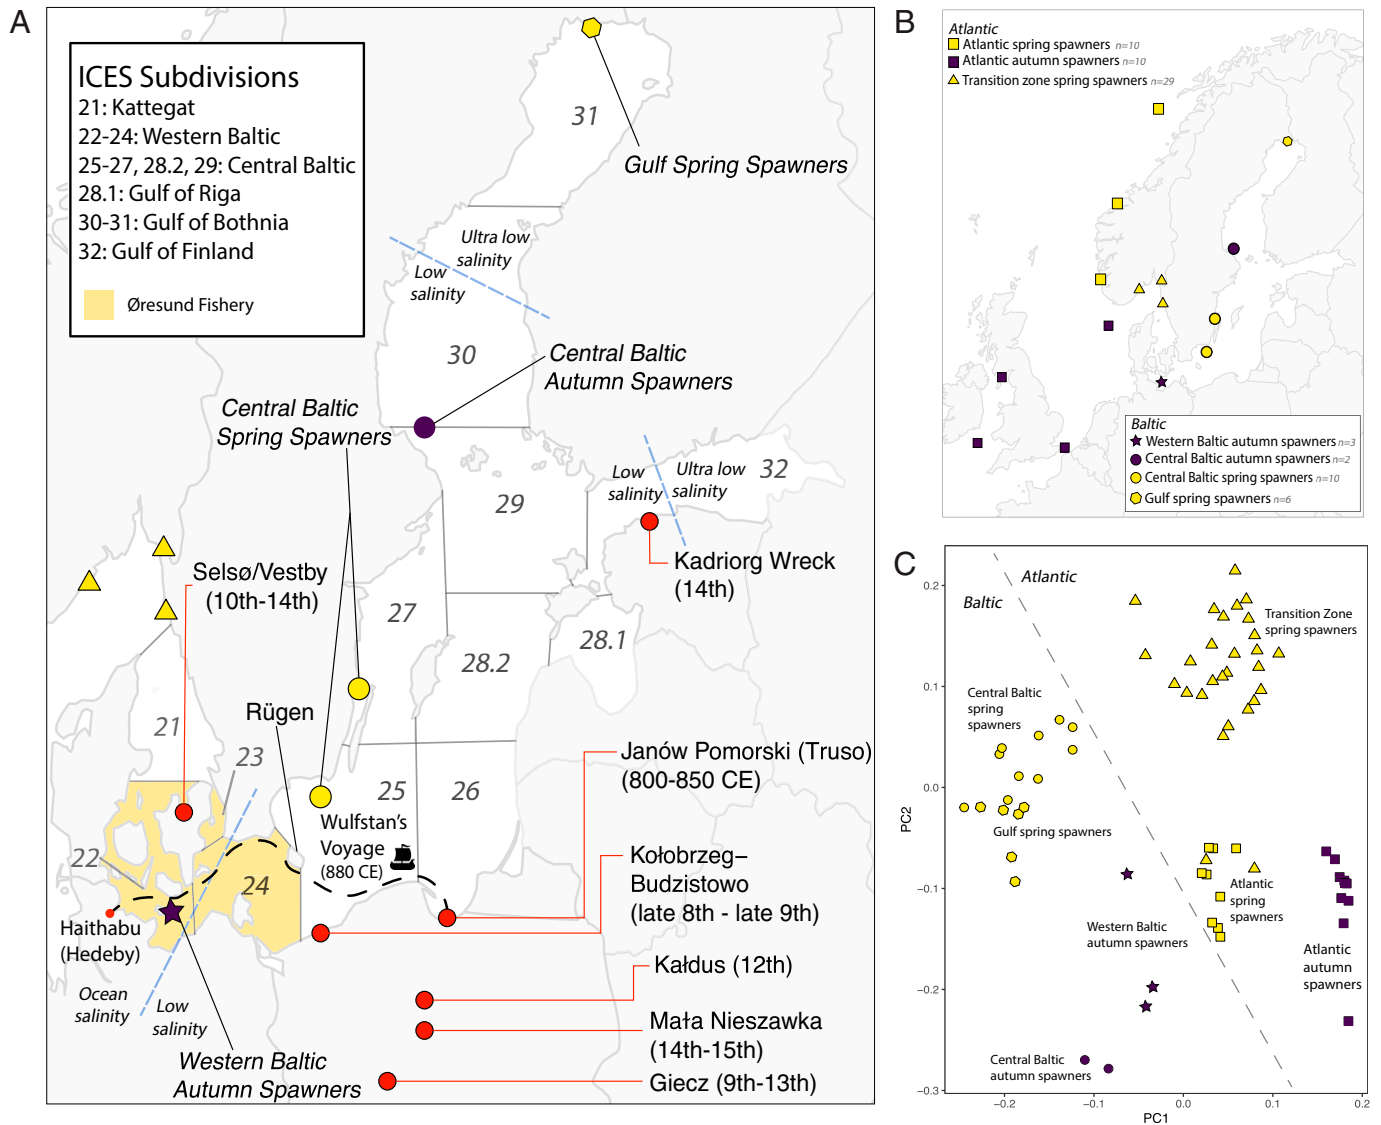 A
ICES Subdivisions
21: Kattegat
22-24: Western Baltic
25-27, 28.2, 29: Central Baltic
28.1: Gulf of Riga
30-31: Gulf of Bothnia
32: Gulf of Finland
Øresund Fishery
31
Gulf Spring Spawners
Ultra low
salinity
Low
salinity
30
Central Baltic
Autumn Spawners
Central Baltic
Spring Spawners
29
Low
salinity
Ultra low
salinity
32
Kadriorg Wreck
(14th)
Selsø/Vestby
(10th-14th)
27
28.2
28.1
Rügen
21
23
25
26
Janów Pomorski (Truso)
(800-850 CE)
Wulfstan's
Voyage
(880 CE)
22
24
Kołobrzeg–
Budzistowo
(late 8th - late 9th)
Haithabu
(Hedeby)
Kałdus (12th)
Ocean
salinity
Low
salinity
Mała Nieszawka
(14th-15th)
Western Baltic
Autumn Spawners
Giecz (9th-13th)
B
Atlantic
Atlantic spring spawners n=10
Atlantic autumn spawners n=10
Transition zone spring spawners n=29
Baltic
Western Baltic autumn spawners n=3
Central Baltic autumn spawners n=2
Central Baltic spring spawners n=10
Gulf spring spawners n=6
C
Atlantic
Baltic
Transition Zone
spring spawners
Central Baltic
spring
spawners
Gulf spring spawners
Atlantic
spring
spawners
Western Baltic
autumn spawners
Atlantic
autumn
spawners
Central Baltic
autumn spawners
PC2
0.2
0.1
0.0
−0.1
−0.2
−0.3
−0.2
−0.1
0.0
0.1
0.2
PC1